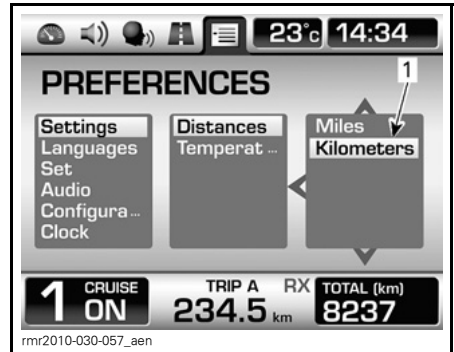 23°c 14:34
1
PREFERENCES
Settings
Languages
Set
Audio
Configura ...
Clock
Distances
Temperat ...
Miles
Kilometers
1 CRUISE ON
TRIP A RX
234.5 km
TOTAL (km)
8237
rmr2010-030-057_aen